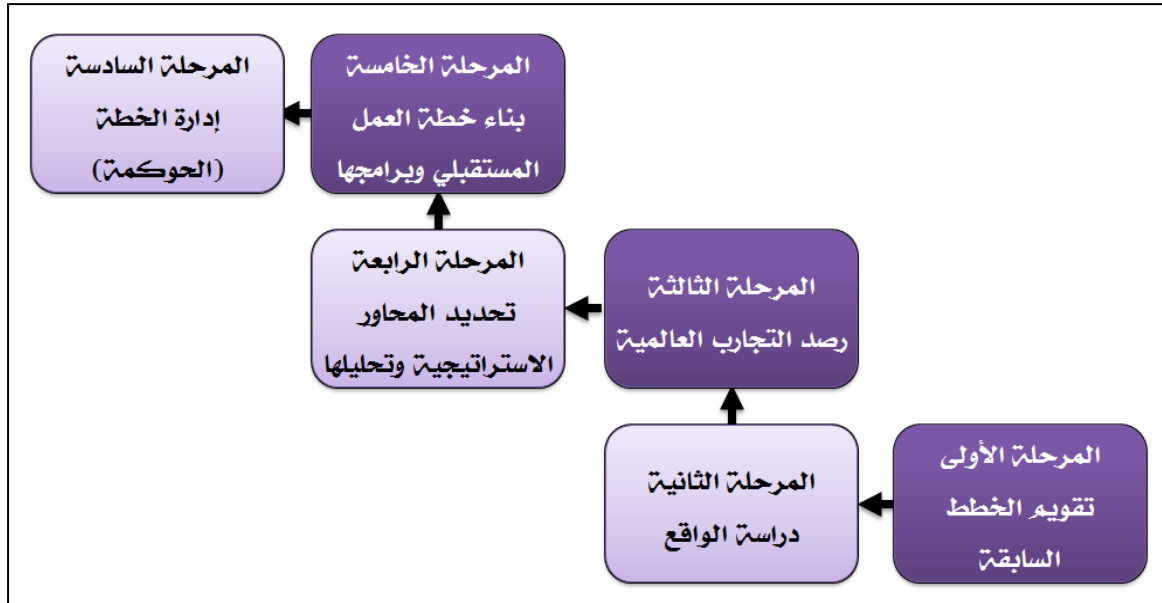 المرحلة الأولى
تقويم الخطط
السابقة
المرحلة الثانية
دراسة الواقع
المرحلة الثالثة
رصد التجارب العالمية
المرحلة الرابعة
تحديد المحاور
الاستراتيجية وتحليلها
المرحلة الخامسة
بناء خطة العمل
المستقبلي وبرامجها
المرحلة السادسة
إدارة الخطة
(الحوكمة)